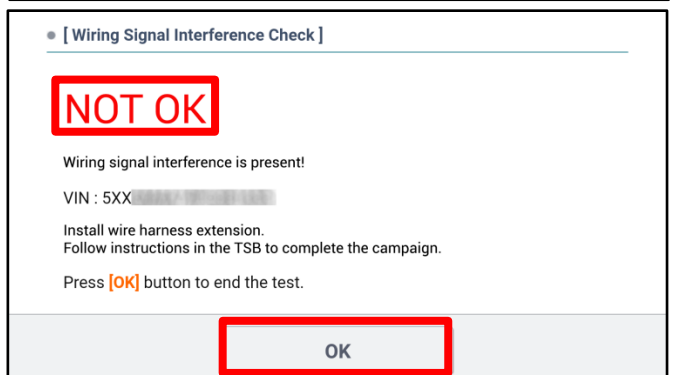 [ Wiring Signal Interference Check ]
NOT OK
Wiring signal interference is present!
VIN : 5XX
Install wire harness extension.
Follow instructions in the TSB to complete the campaign.
Press [OK] button to end the test.
OK